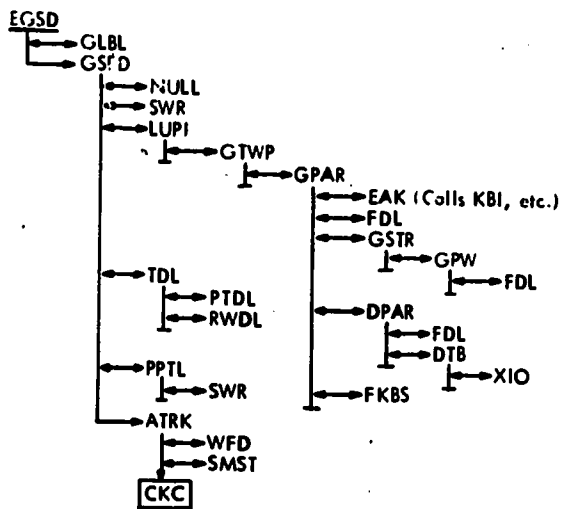 EGSD
GLBL
GSFD
NULL
SWR
LUPI
GTWP
GPAR
EAK (Calls KBI, etc.)
FDL
GSTR
GPW
FDL
TDL
PTDL
RWDL
DPAR
FDL
DTB
XIO
PPTL
SWR
FKBS
ATRK
WFD
SMST
CKC